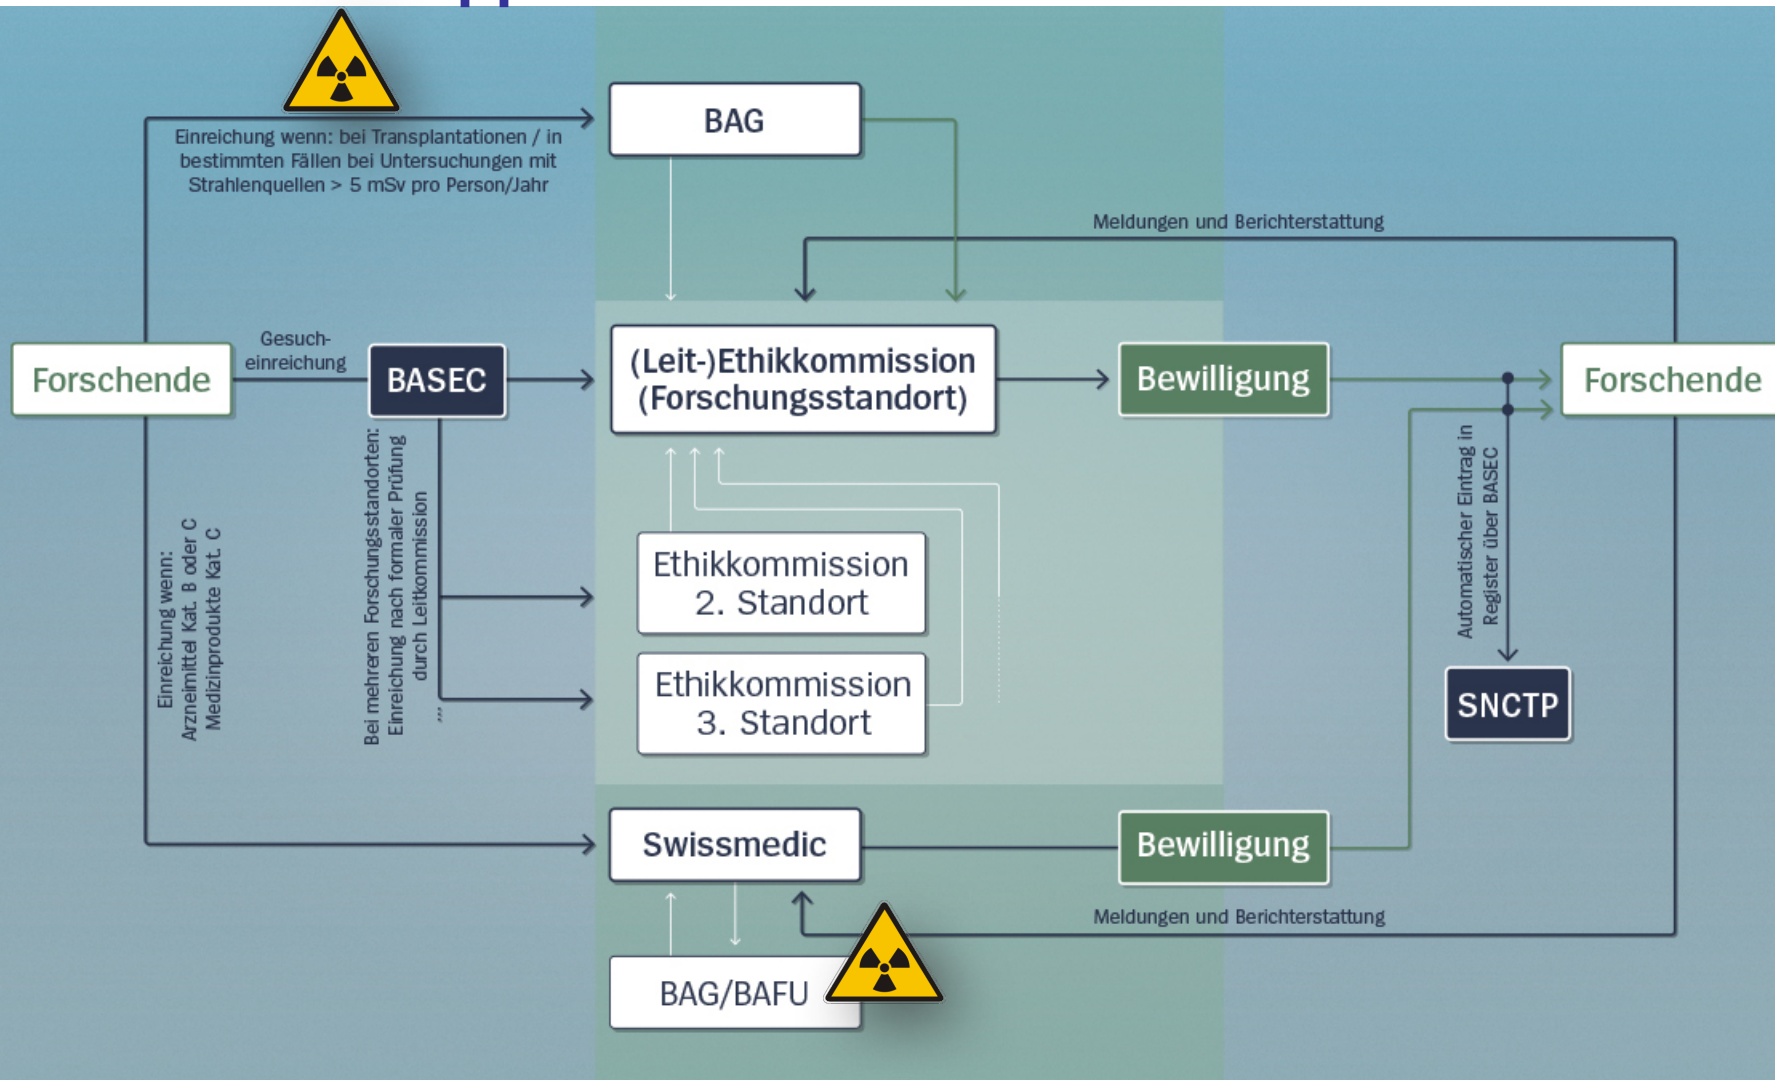 BAG
Einreichung wenn: bei Transplantationen / in
bestimmten Fällen bei Untersuchungen mit
Strahlenquellen > 5 mSv pro Person/Jahr
Meldungen und Berichterstattung
Forschende
Gesuch-
einreichung
BASEC
(Leit-)Ethikkommission
(Forschungsstandort)
Bewilligung
Forschende
Einreichung wenn:
Arzneimittel Kat. B oder C
Medizinprodukte Kat. C
Bei mehreren Forschungsstandorten:
Einreichung nach formaler Prüfung
durch Leitkommission
Ethikkommission
2. Standort
Ethikkommission
3. Standort
Automatischer Eintrag in
Register über BASEC
SNCTP
Swissmedic
Bewilligung
Meldungen und Berichterstattung
BAG/BAFU